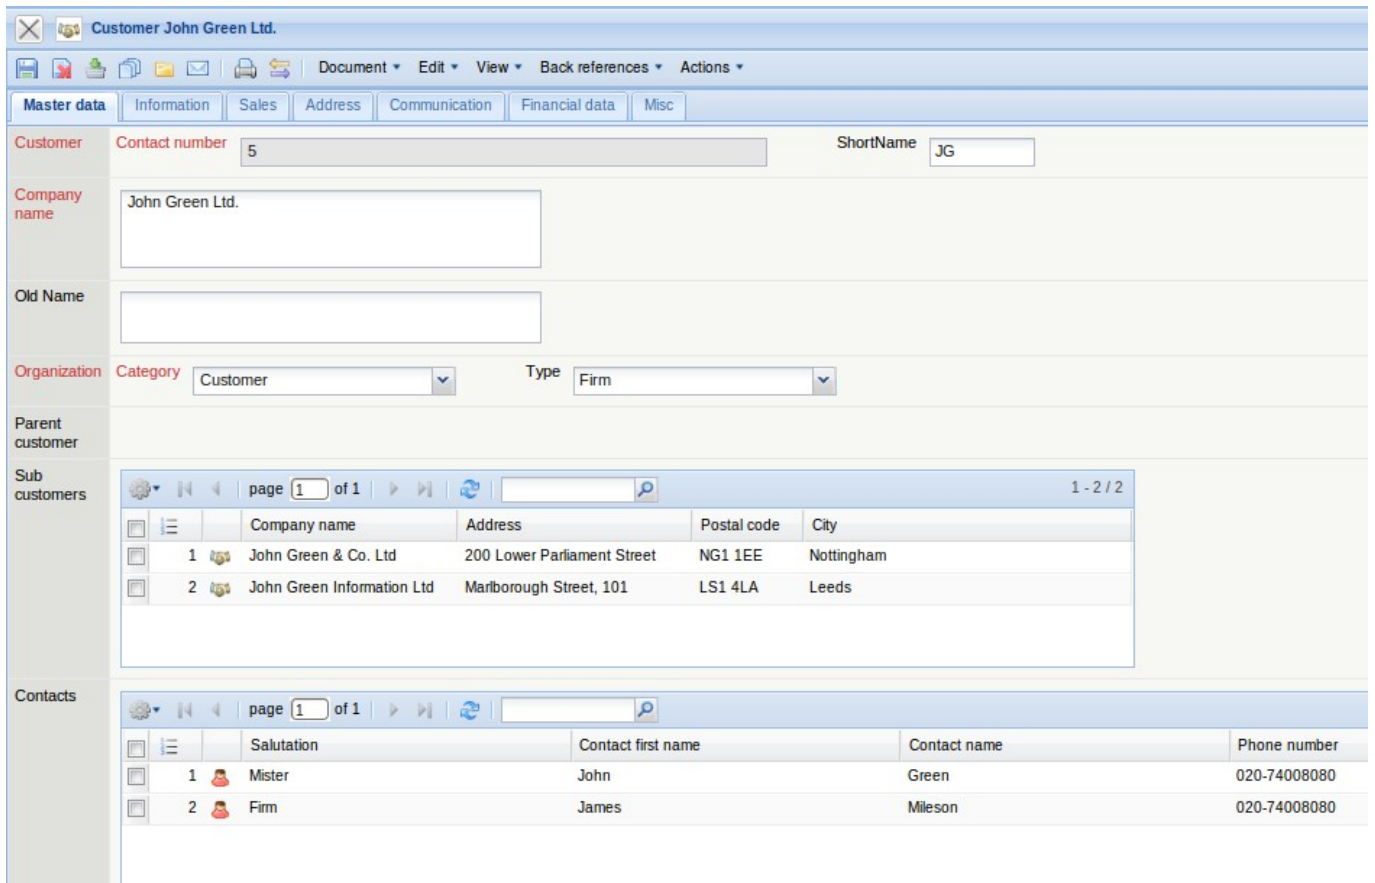 Customer John Green Ltd.
Document Edit View Back references Actions
Master data Information Sales Address Communication Financial data Misc
Customer Contact number 5 ShortName JG
Company
name
John Green Ltd.
Old Name
Organization Category Customer Type Firm
Parent
customer
Sub
customers
page 1 of 1 1 - 2 / 2
Company name Address Postal code City
1 John Green & Co. Ltd 200 Lower Parliament Street NG1 1EE Nottingham
2 John Green Information Ltd Marlborough Street, 101 LS1 4LA Leeds
Contacts
page 1 of 1
Salutation Contact first name Contact name Phone number
1 Mister John Green 020-74008080
2 Firm James Mileson 020-74008080